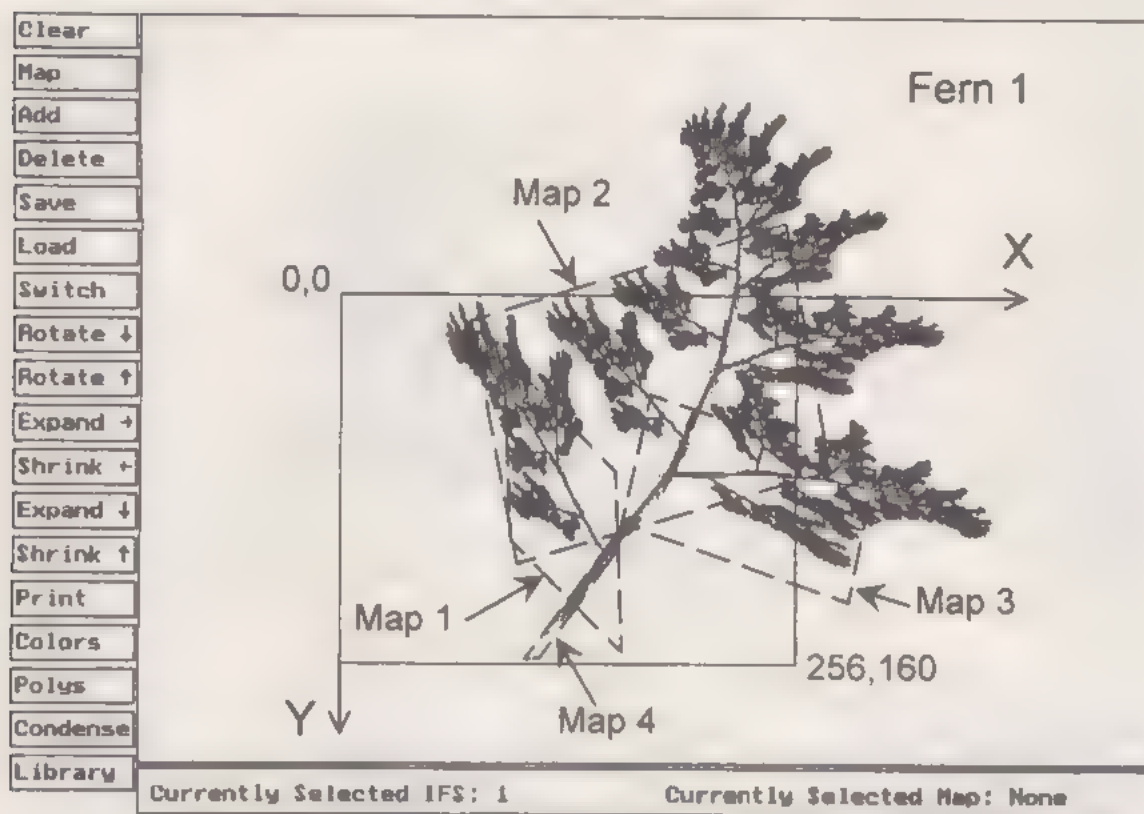 Clear
Map
Add
Delete
Save
Load
Switch
Rotate ↓
Rotate ↑
Expand →
Shrink ←
Expand ↓
Shrink ↑
Print
Colors
Polys
Condense
Library
Fern 1
Map 2
X
0,0
Map 1
Map 3
256,160
Y
Map 4
Currently Selected IFS: 1
Currently Selected Map: None